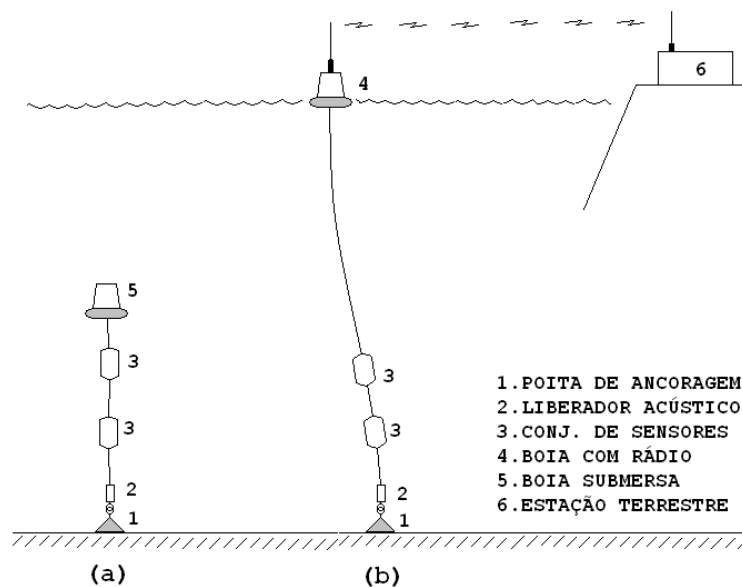 4
6
5
3
3
2
1
3
3
2
1
1.POITA DE ANCORAGEM
2.LIBERADOR ACÚSTICO
3.CONJ. DE SENSORES
4.BOIA COM RÁDIO
5.BOIA SUBMERSA
6.ESTAÇÃO TERRESTRE
(a)
(b)